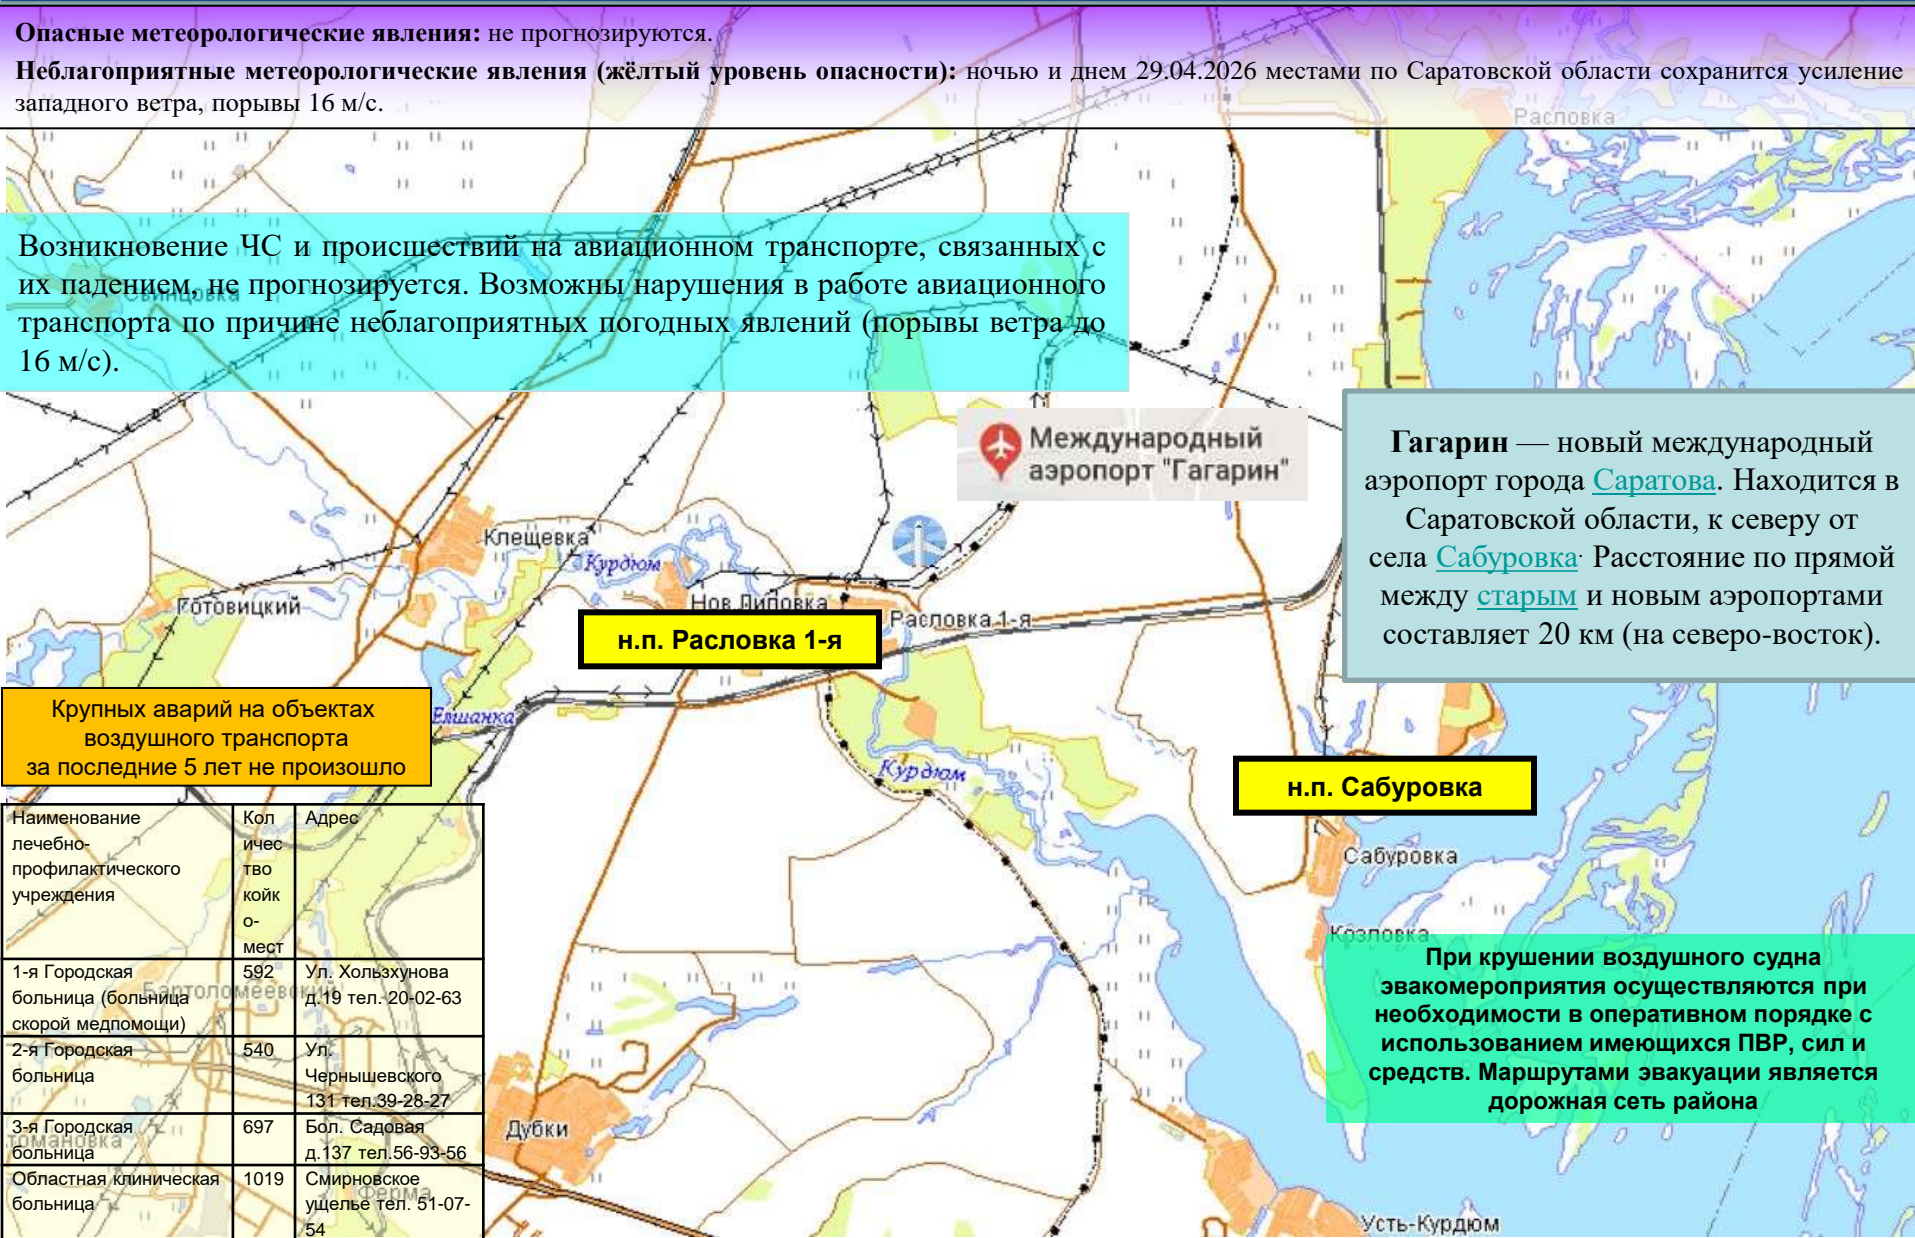 Опасные метеорологические явления: не прогнозируются.
Неблагоприятные метеорологические явления (жёлтый уровень опасности): ночью и днем 29.04.2026 местами по Саратовской области сохранится усиление
западного ветра, порывы 16 м/с.
Расловка
Возникновение ЧС и происшествий на авиационном транспорте, связанных с
их падением, не прогнозируется. Возможны нарушения в работе авиационного
транспорта по причине неблагоприятных погодных явлений (порывы ветра до
16 м/с).
Свинцовка
Международный
аэропорт "Гагарин"
Гагарин — новый международный
аэропорт города Саратова. Находится в
Саратовской области, к северу от
села Сабуровка. Расстояние по прямой
между старым и новым аэропортами
составляет 20 км (на северо-восток).
Клещевка
Курдюм
Готовицкий
Нов.Липовка
Расловка 1-я
н.п. Расловка 1-я
Елшанка
Крупных аварий на объектах
воздушного транспорта
за последние 5 лет не произошло
Курдюм
н.п. Сабуровка
Сабуровка
Козловка
Наименование
лечебно-
профилактического
учреждения
Кол
ичес
тво
койк
о-
мест
Адрес
1-я Городская
больница (больница
скорой медпомощи)
592
Ул. Хользхунова
д.19 тел. 20-02-63
Бартоломеевский
2-я Городская
больница
540
Ул.
Чернышевского
131 тел.39-28-27
3-я Городская
больница
697
Бол. Садовая
д.137 тел.56-93-56
томановка
Областная клиническая
больница
1019
Смирновское
ущелье тел. 51-07-
54
Ферма
Дубки
При крушении воздушного судна
эвакомероприятия осуществляются при
необходимости в оперативном порядке с
использованием имеющихся ПВР, сил и
средств. Маршрутами эвакуации является
дорожная сеть района
Усть-Курдюм